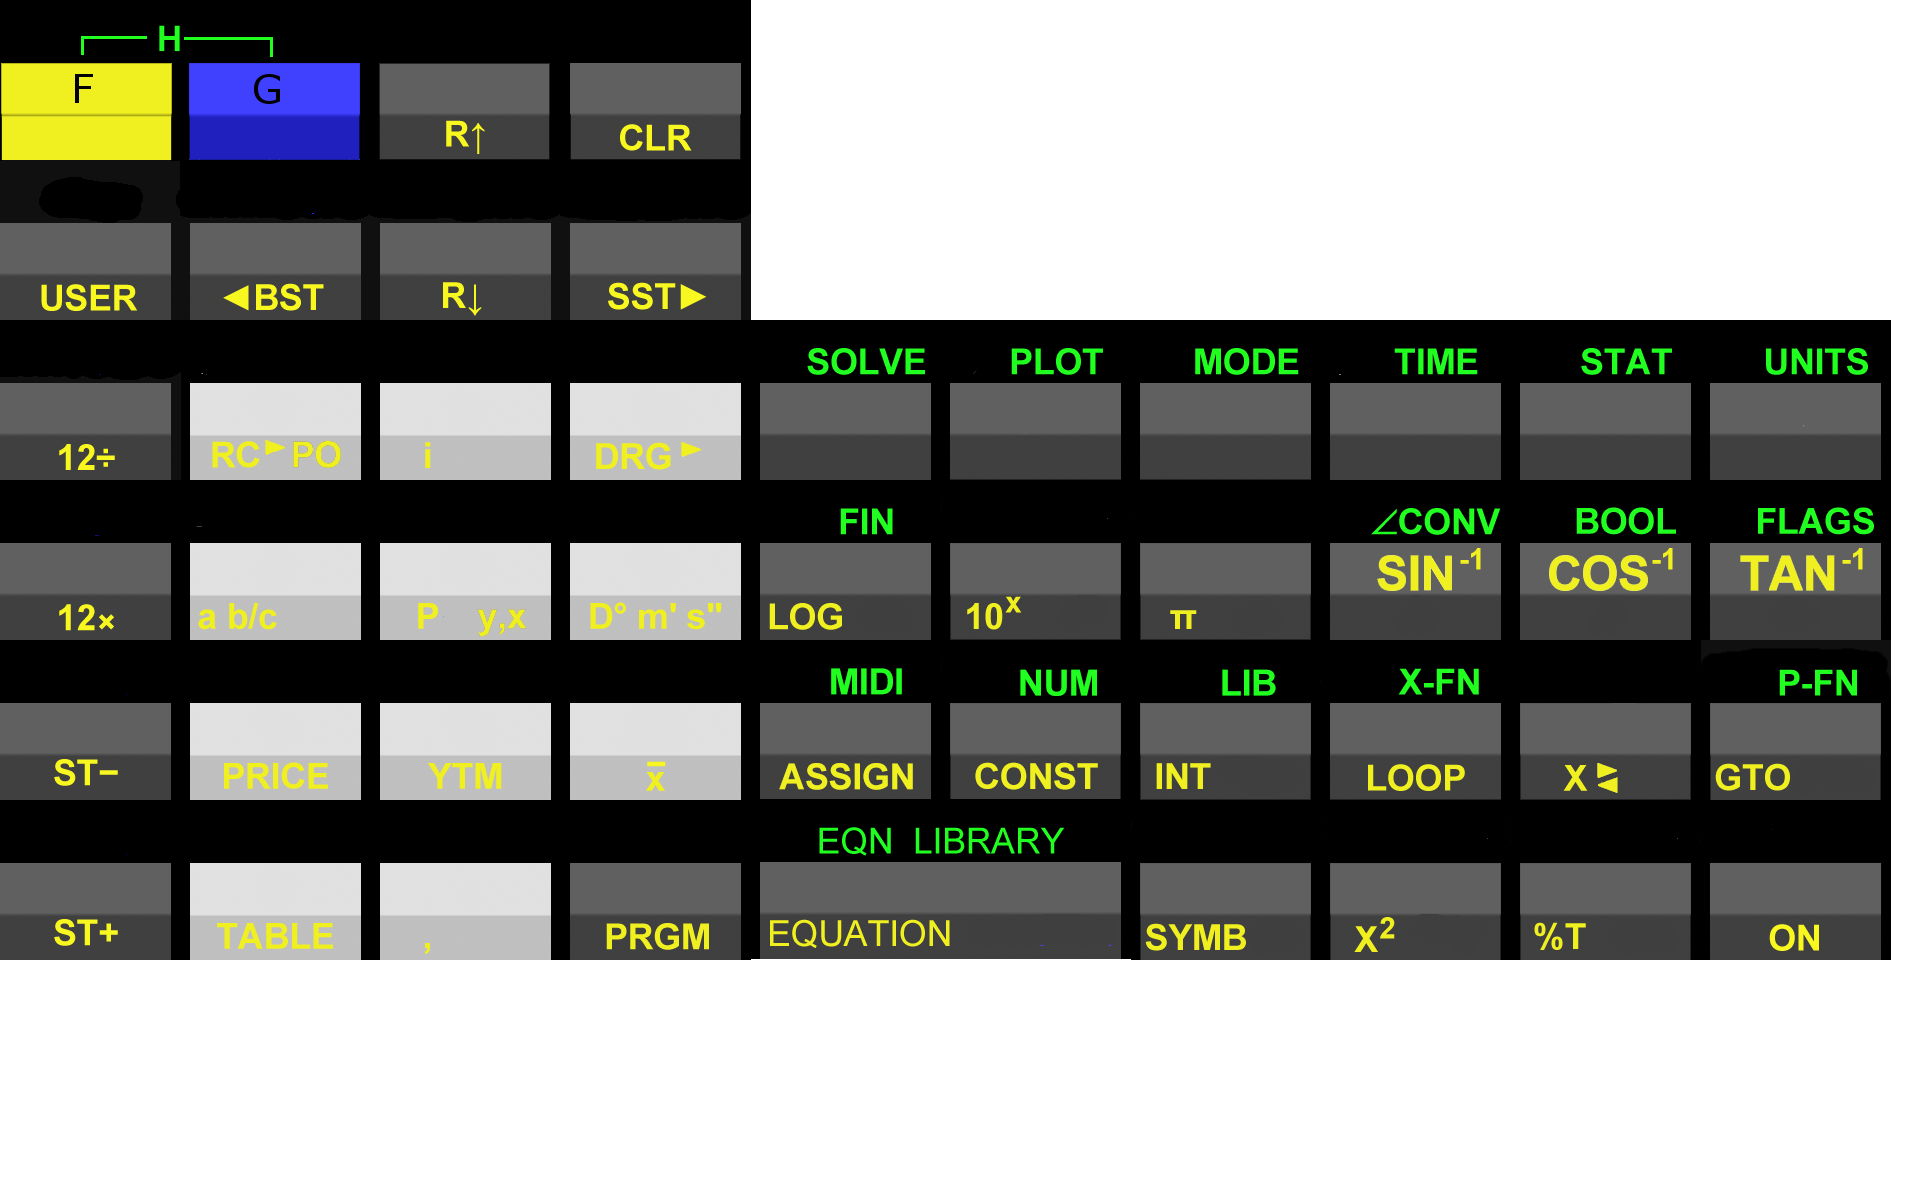 H
F G
R↑ CLR
USER ◄BST R↓ SST►
SOLVE PLOT MODE TIME STAT UNITS
12÷ RC►PO i DRG►
FIN ∠CONV BOOL FLAGS
SIN⁻¹ COS⁻¹ TAN⁻¹
12× a b/c P y,x D° m' s" LOG 10ˣ π
MIDI NUM LIB X-FN P-FN
ST− PRICE YTM x̄ ASSIGN CONST INT LOOP X►◄ GTO
EQN LIBRARY
ST+ TABLE , PRGM EQUATION SYMB X² %T ON